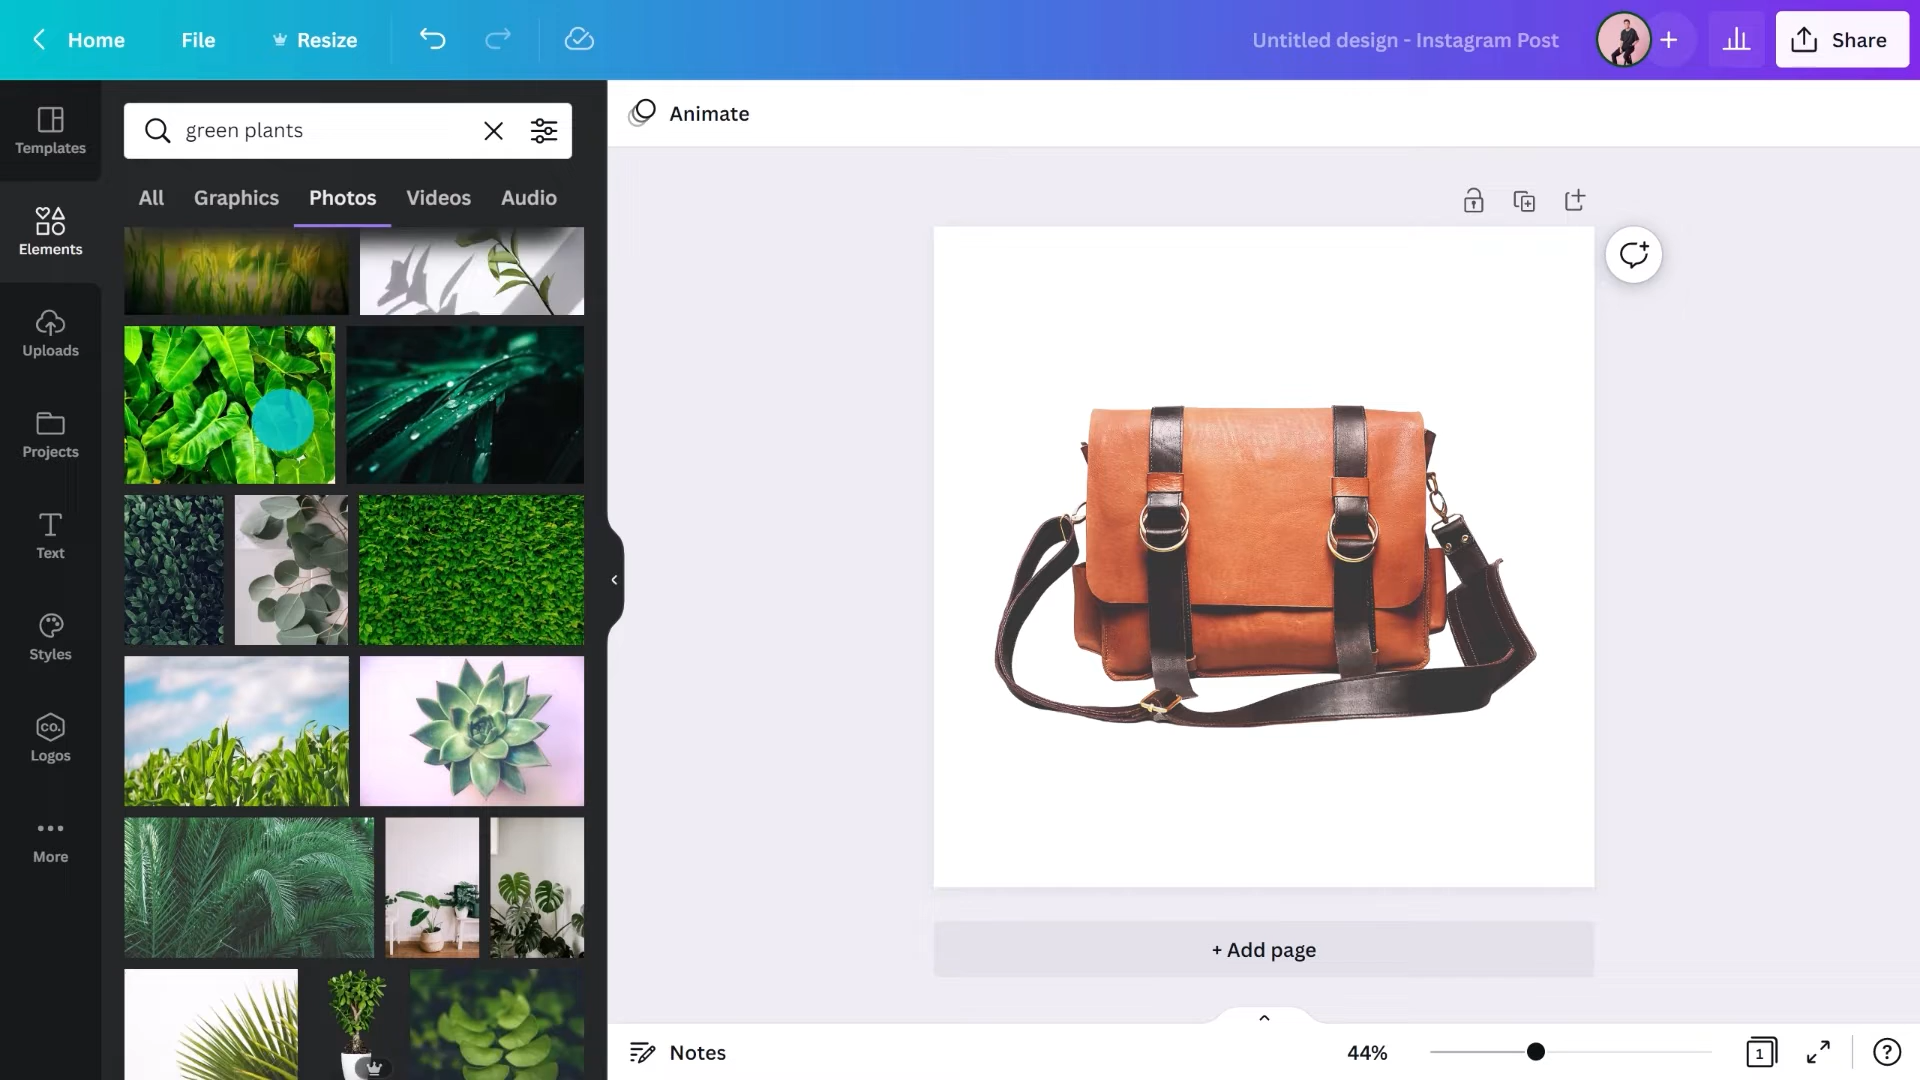 Home
File
Resize
Untitled design - Instagram Post
Share
Templates
Elements
Uploads
Projects
Text
Styles
CO.
Logos
More
green plants
All
Graphics
Photos
Videos
Audio
Animate
+ Add page
Notes
44%
1
?